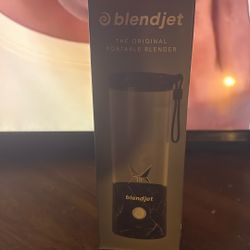 blendjet
THE ORIGINAL
PORTABLE BLENDER
blendjet